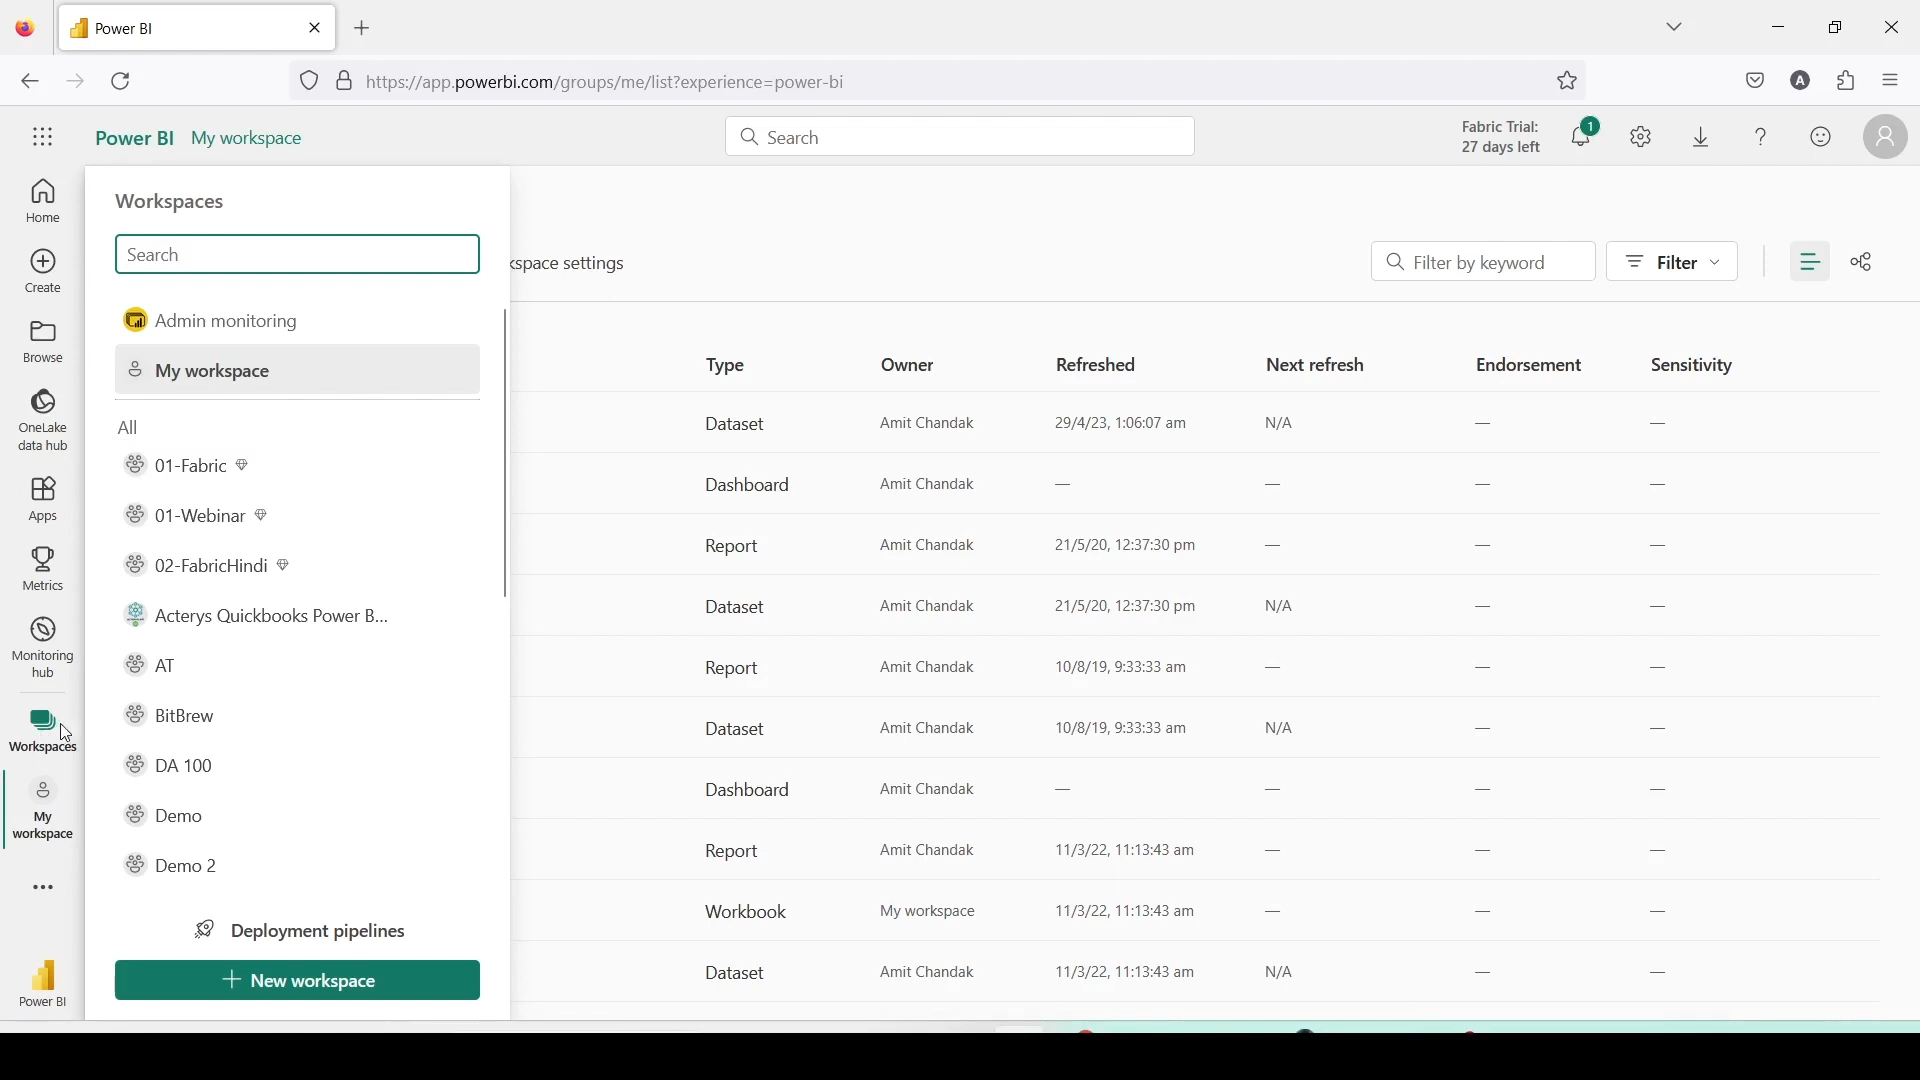 Power BI
https://app.powerbi.com/groups/me/list?experience=power-bi
A
Power BI My workspace
Search
Fabric Trial:
27 days left
1
Home
Create
Browse
OneLake
data hub
Apps
Metrics
Monitoring
hub
Workspaces
My
workspace
Power BI
Workspaces
Search
Admin monitoring
My workspace
All
01-Fabric
01-Webinar
02-FabricHindi
Acterys Quickbooks Power B...
AT
BitBrew
DA 100
Demo
Demo 2
Deployment pipelines
New workspace
kspace settings
Filter by keyword
Filter
Type Owner Refreshed Next refresh Endorsement Sensitivity
Dataset Amit Chandak 29/4/23, 1:06:07 am N/A — —
Dashboard Amit Chandak — — — —
Report Amit Chandak 21/5/20, 12:37:30 pm — — —
Dataset Amit Chandak 21/5/20, 12:37:30 pm N/A — —
Report Amit Chandak 10/8/19, 9:33:33 am — — —
Dataset Amit Chandak 10/8/19, 9:33:33 am N/A — —
Dashboard Amit Chandak — — — —
Report Amit Chandak 11/3/22, 11:13:43 am — — —
Workbook My workspace 11/3/22, 11:13:43 am — — —
Dataset Amit Chandak 11/3/22, 11:13:43 am N/A — —